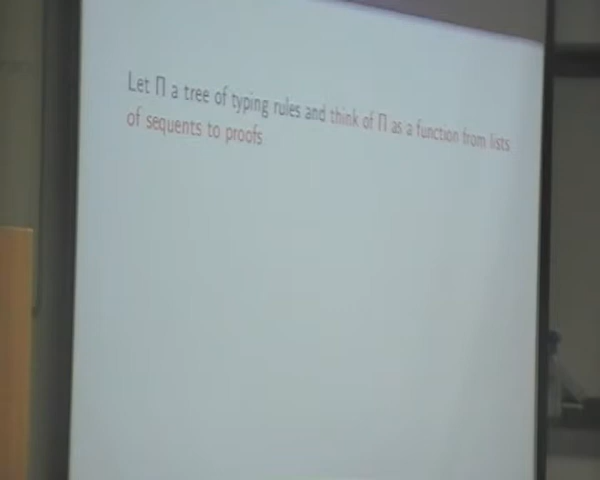 Let Π a tree of typing rules and think of Π as a function from lists
of sequents to proofs